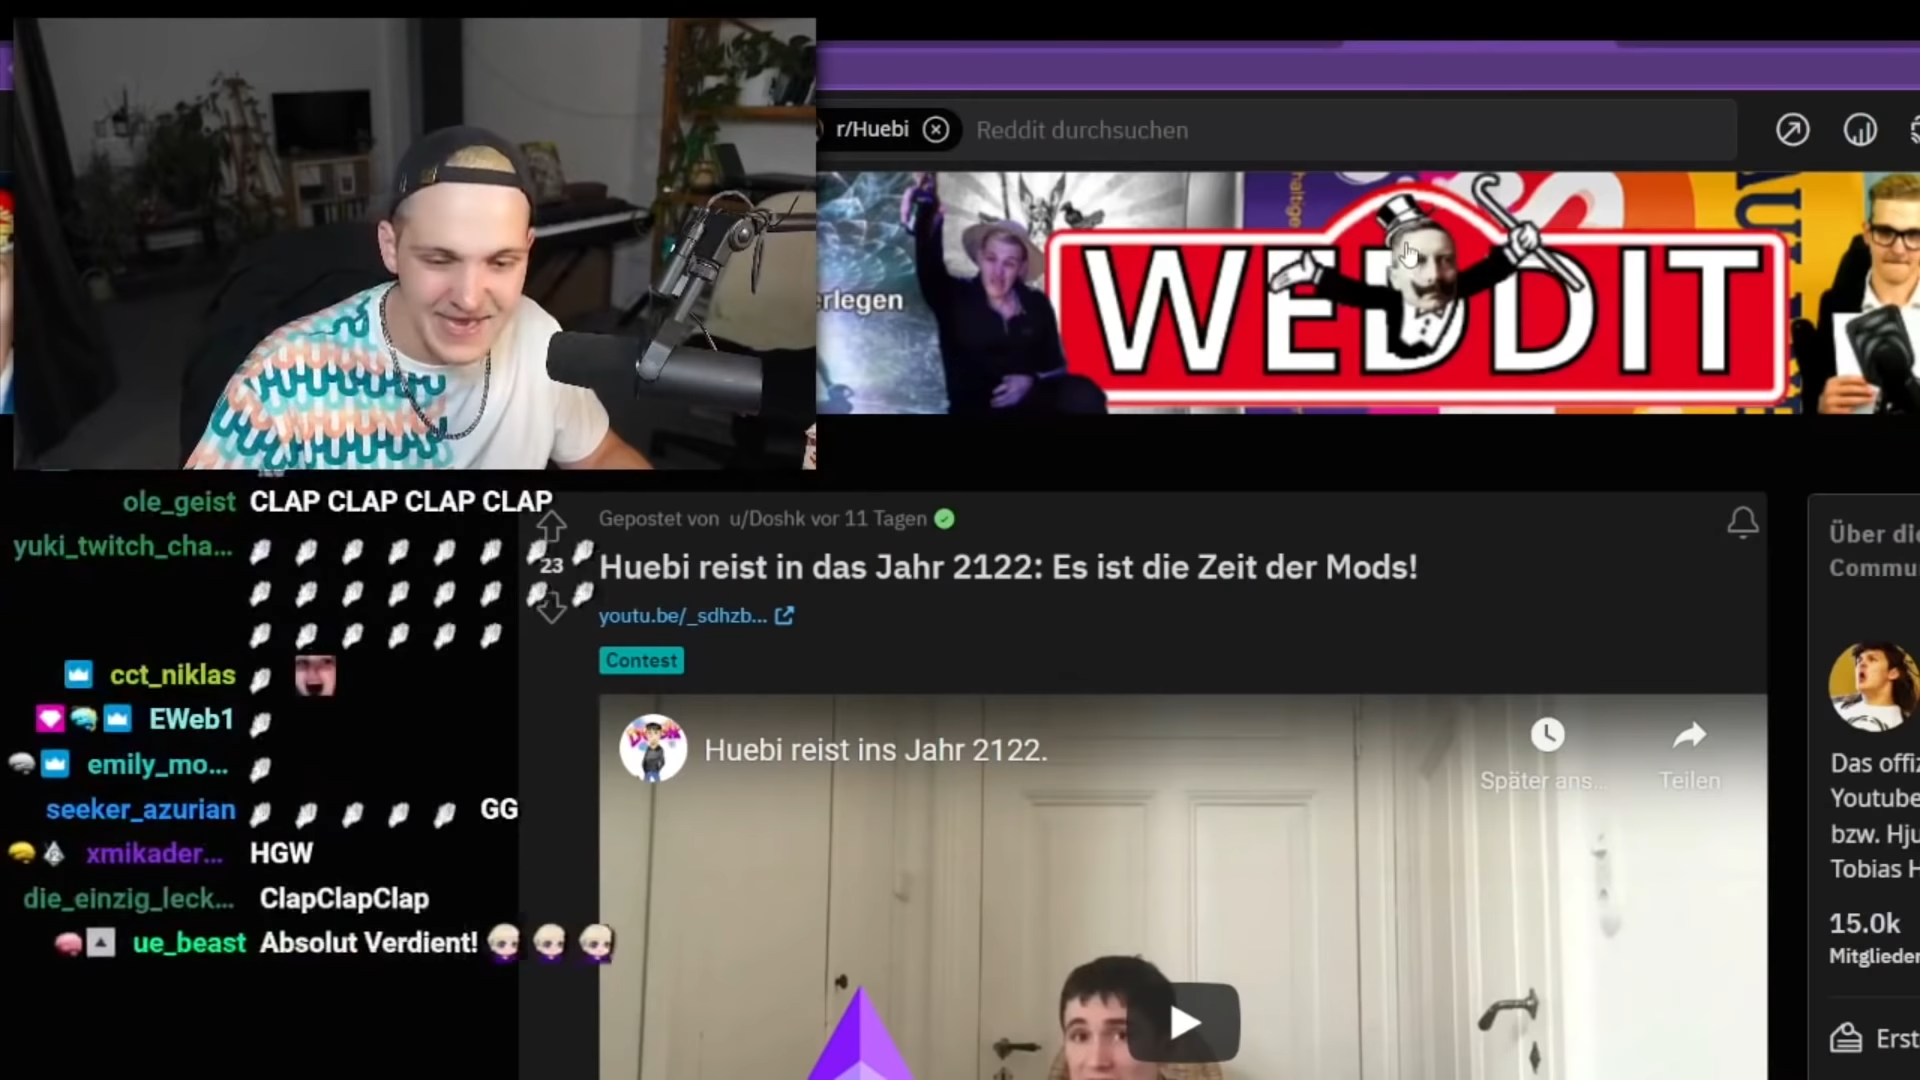 r/Huebi
Reddit durchsuchen
rlegen
haltige
WEDDIT
ole_geist CLAP CLAP CLAP CLAP
yuki_twitch_cha...
cct_niklas
EWeb1
emily_mo...
seeker_azurian GG
xmikader... HGW
die_einzig_leck... ClapClapClap
ue_beast Absolut Verdient!
Gepostet von u/Doshk vor 11 Tagen
23
Huebi reist in das Jahr 2122: Es ist die Zeit der Mods!
youtu.be/_sdhzb...
Contest
Huebi reist ins Jahr 2122.
Später ans...
Teilen
Über die
Commu
Das offiz
Youtube
bzw. Hju
Tobias H
15.0k
Mitglieder
Erst